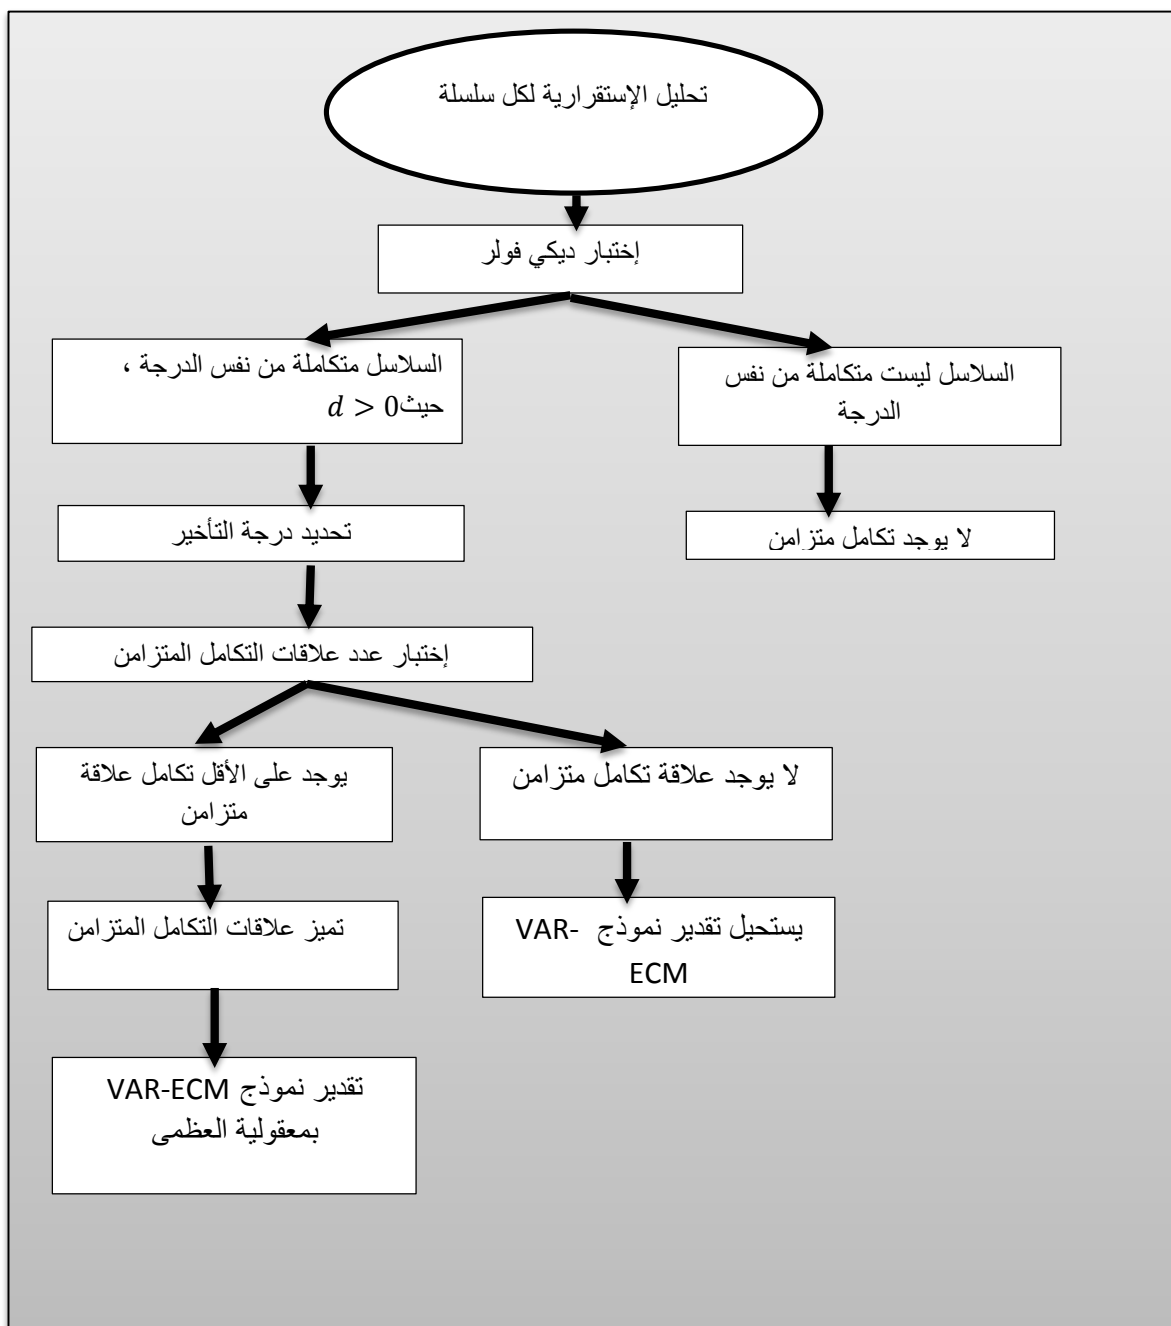 تحليل الإستقرارية لكل سلسلة
إختبار ديكي فولر
السلاسل ليست متكاملة من نفس
الدرجة
السلاسل متكاملة من نفس الدرجة ،
حيث d > 0
لا يوجد تكامل متزامن
تحديد درجة التأخير
إختبار عدد علاقات التكامل المتزامن
لا يوجد علاقة تكامل متزامن
يوجد على الأقل تكامل علاقة
متزامن
يستحيل تقدير نموذج VAR-
ECM
تميز علاقات التكامل المتزامن
تقدير نموذج VAR-ECM
بمعقولية العظمى